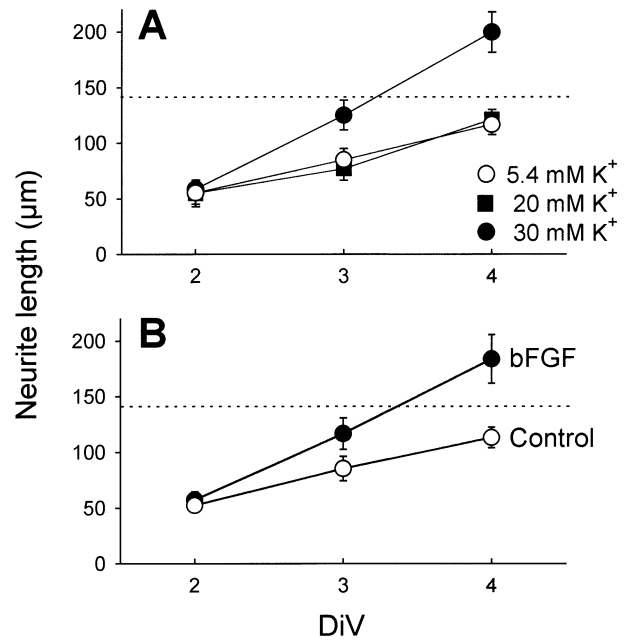 A
200
150
100
50
0
2 3 4
5.4 mM K+
20 mM K+
30 mM K+
Neurite length (µm)
B
200
150
100
50
0
2 3 4
bFGF
Control
DiV